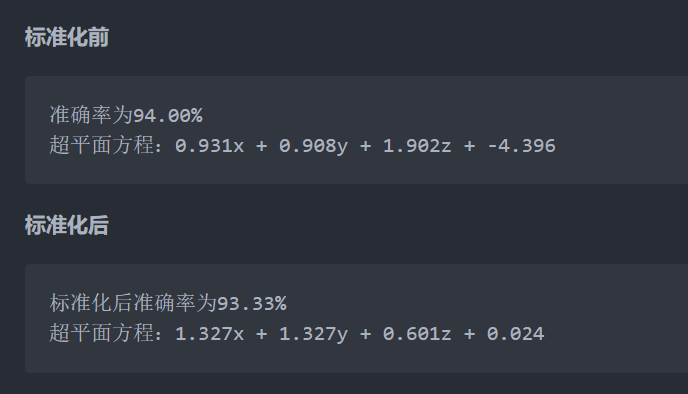 标准化前
准确率为94.00%
超平面方程：0.931x + 0.908y + 1.902z + -4.396
标准化后
标准化后准确率为93.33%
超平面方程：1.327x + 1.327y + 0.601z + 0.024